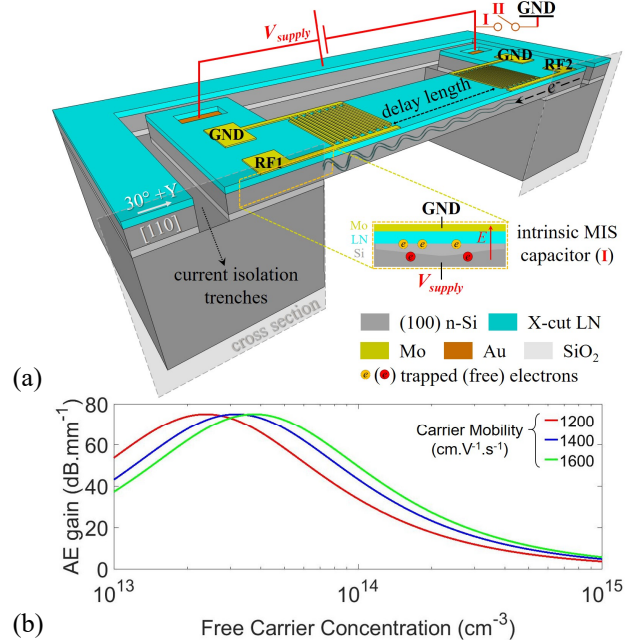 I II GND
V_supply
GND
RF2
delay length
e⁻
GND
RF1
30° +Y
[110]
GND
Mo
LN
Si
e e e
e e
E
intrinsic MIS
capacitor (I)
V_supply
current isolation
trenches
cross section
(100) n-Si X-cut LN
Mo Au SiO₂
e (e) trapped (free) electrons
(a)
80
60
40
20
0
AE gain (dB.mm⁻¹)
Carrier Mobility
(cm.V⁻¹.s⁻¹)
1200
1400
1600
10¹³ 10¹⁴ 10¹⁵
Free Carrier Concentration (cm⁻³)
(b)